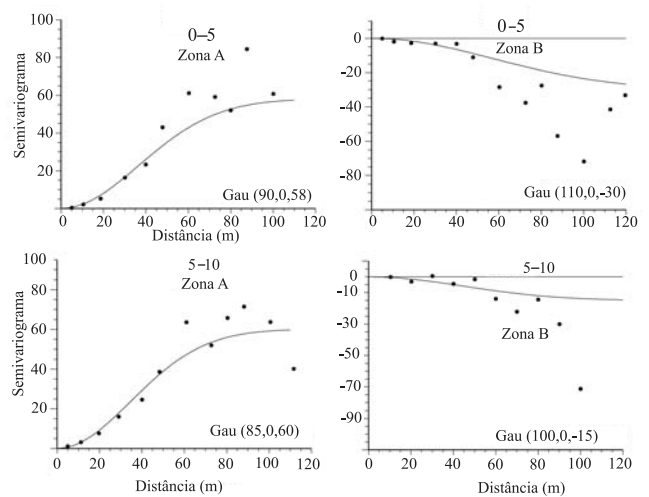 0–5
Zona A
Semivariograma
100
80
60
40
20
Gau (90,0,58)
0 20 40 60 80 100 120
Distância (m)
0–5
Zona B
0
-20
-40
-60
-80
Gau (110,0,-30)
0 20 40 60 80 100 120
5–10
Zona A
Semivariograma
100
80
60
40
20
Gau (85,0,60)
0 20 40 60 80 100 120
Distância (m)
5–10
0
-10
-30
-50
-70
-90
Zona B
Gau (100,0,-15)
0 20 40 60 80 100 120
Distância (m)